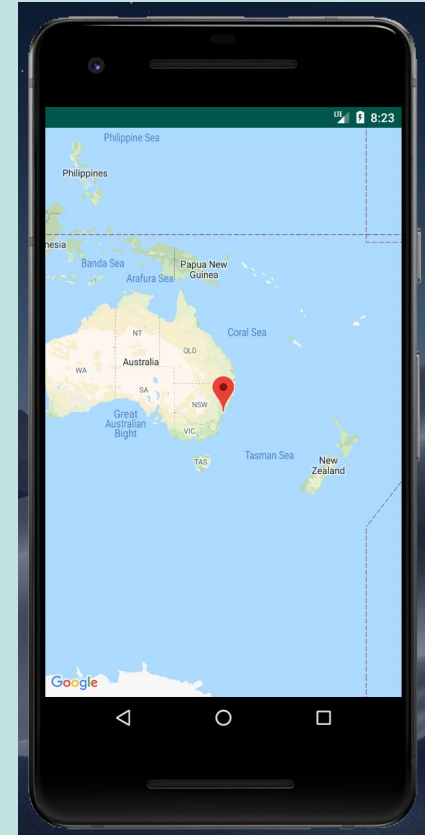 LTE 8:23
Philippine Sea
Philippines
nesia
Banda Sea
Papua New
Guinea
Arafura Sea
Coral Sea
NT
QLD
Australia
WA
SA
NSW
Great
Australian
Bight
VIC
TAS
Tasman Sea
New
Zealand
Google